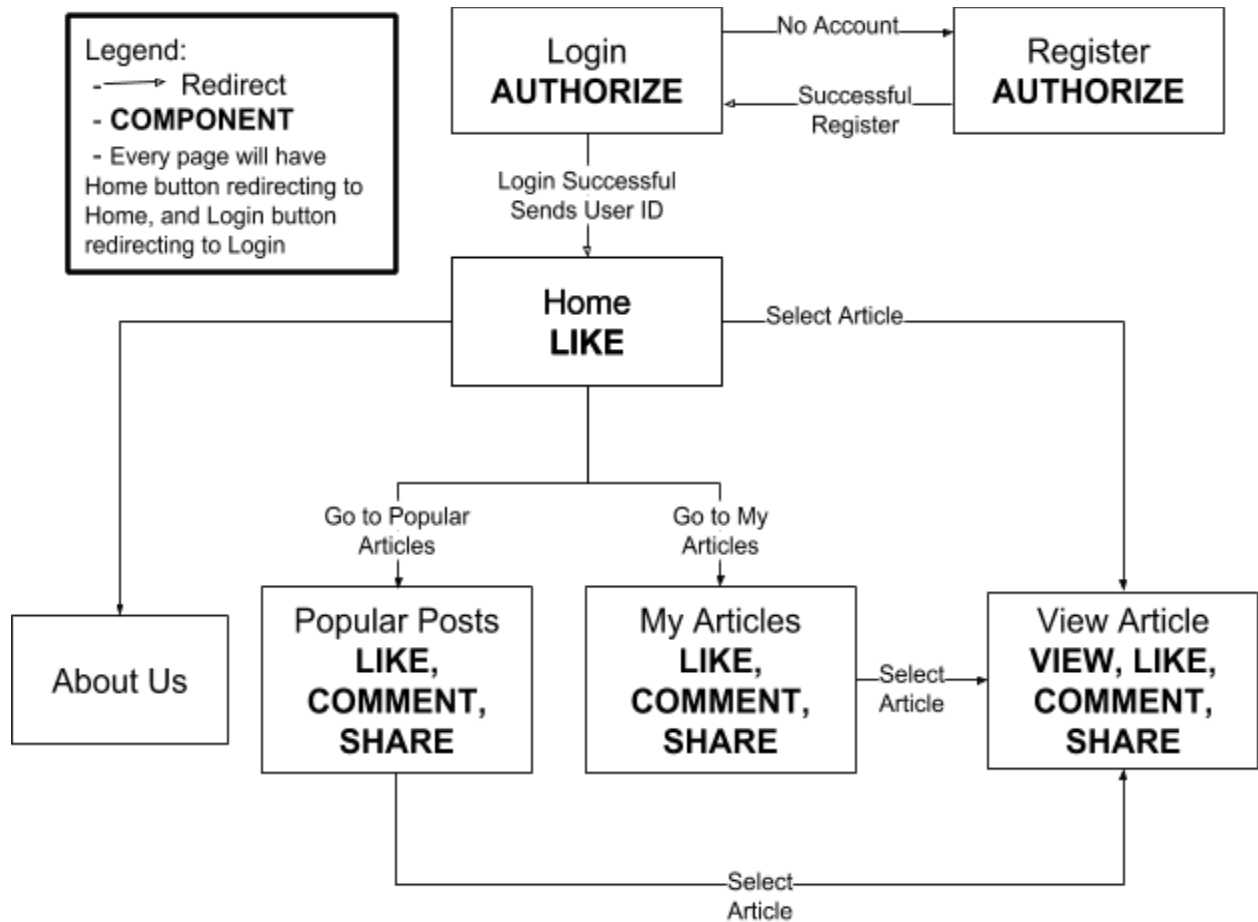 Legend:
- Redirect
- COMPONENT
- Every page will have
Home button redirecting to
Home, and Login button
redirecting to Login
Login
AUTHORIZE
No Account
Successful
Register
Register
AUTHORIZE
Login Successful
Sends User ID
Home
LIKE
Select Article
Go to Popular
Articles
Go to My
Articles
About Us
Popular Posts
LIKE,
COMMENT,
SHARE
My Articles
LIKE,
COMMENT,
SHARE
Select
Article
View Article
VIEW, LIKE,
COMMENT,
SHARE
Select
Article